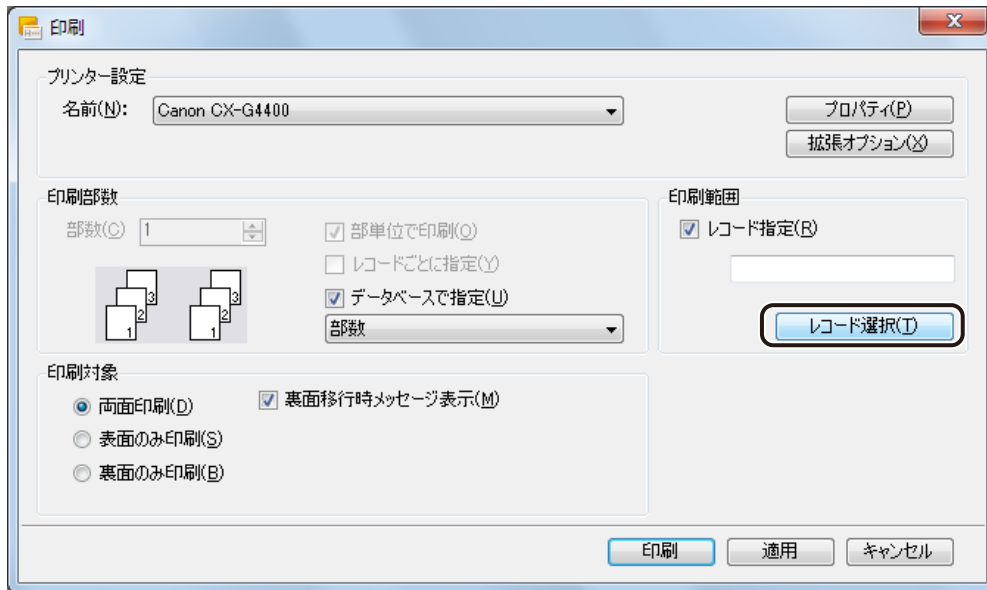 印刷
プリンター設定
名前(N): Canon CX-G4400
プロパティ(P)
拡張オプション(X)
印刷部数
部数(C) 1
部単位で印刷(O)
レコードごとに指定(Y)
データベースで指定(U)
部数
1 2 3 1 2 3
印刷範囲
レコード指定(R)
レコード選択(T)
印刷対象
両面印刷(D)
裏面移行時メッセージ表示(M)
表面のみ印刷(S)
裏面のみ印刷(B)
印刷 適用 キャンセル